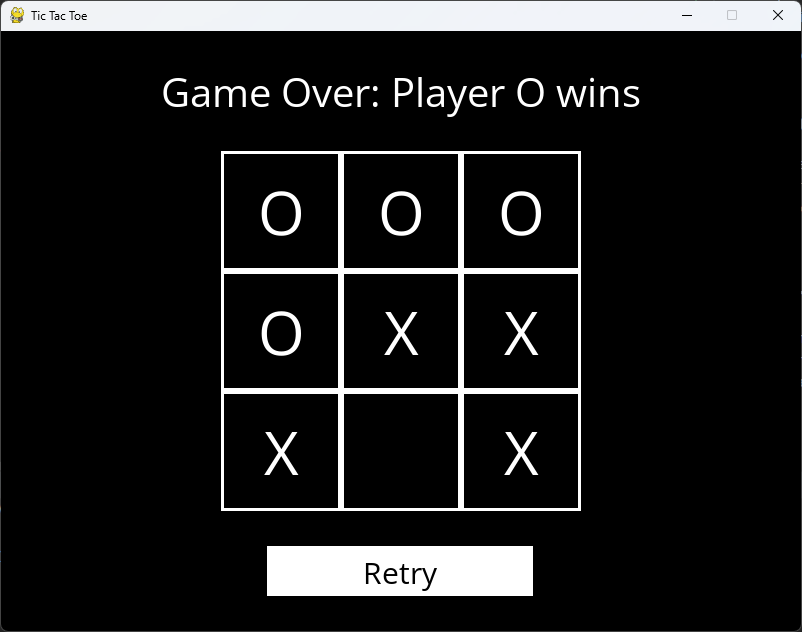 Tic Tac Toe
Game Over: Player O wins
O O O
O X X
X X
Retry